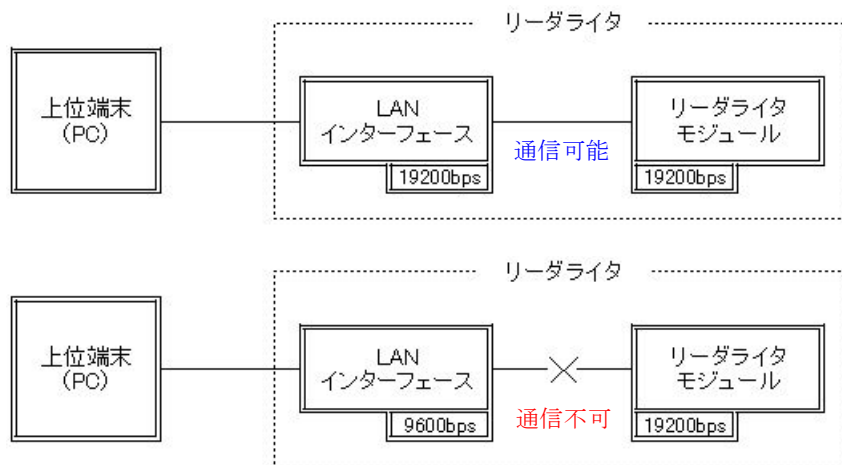 リーダライタ
上位端末
(PC)
LAN
インターフェース
リーダライタ
モジュール
通信可能
19200bps
19200bps
リーダライタ
上位端末
(PC)
LAN
インターフェース
リーダライタ
モジュール
通信不可
9600bps
19200bps